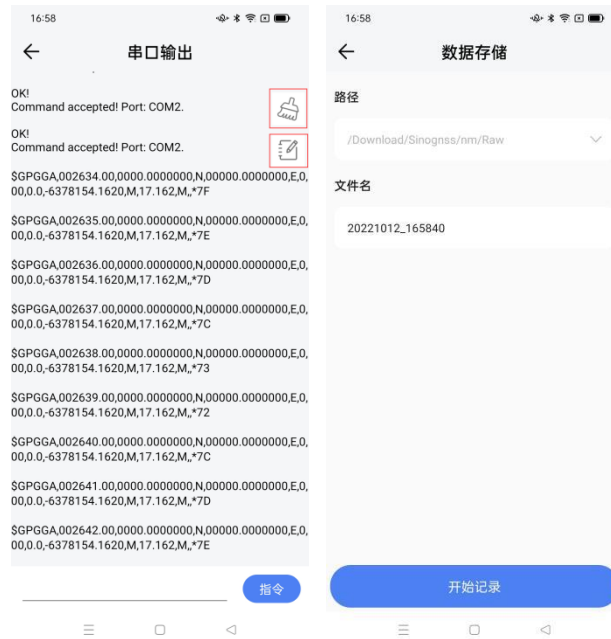 16:58
串口输出
OK!
Command accepted! Port: COM2.
OK!
Command accepted! Port: COM2.
$GPGGA,002634.00,0000.0000000,N,00000.0000000,E,0,
00,0.0,-6378154.1620,M,17.162,M,,*7F
$GPGGA,002635.00,0000.0000000,N,00000.0000000,E,0,
00,0.0,-6378154.1620,M,17.162,M,,*7E
$GPGGA,002636.00,0000.0000000,N,00000.0000000,E,0,
00,0.0,-6378154.1620,M,17.162,M,,*7D
$GPGGA,002637.00,0000.0000000,N,00000.0000000,E,0,
00,0.0,-6378154.1620,M,17.162,M,,*7C
$GPGGA,002638.00,0000.0000000,N,00000.0000000,E,0,
00,0.0,-6378154.1620,M,17.162,M,,*73
$GPGGA,002639.00,0000.0000000,N,00000.0000000,E,0,
00,0.0,-6378154.1620,M,17.162,M,,*72
$GPGGA,002640.00,0000.0000000,N,00000.0000000,E,0,
00,0.0,-6378154.1620,M,17.162,M,,*7C
$GPGGA,002641.00,0000.0000000,N,00000.0000000,E,0,
00,0.0,-6378154.1620,M,17.162,M,,*7D
$GPGGA,002642.00,0000.0000000,N,00000.0000000,E,0,
00,0.0,-6378154.1620,M,17.162,M,,*7E
指令
16:58
数据存储
路径
/Download/Sinognss/nm/Raw
文件名
20221012_165840
开始记录